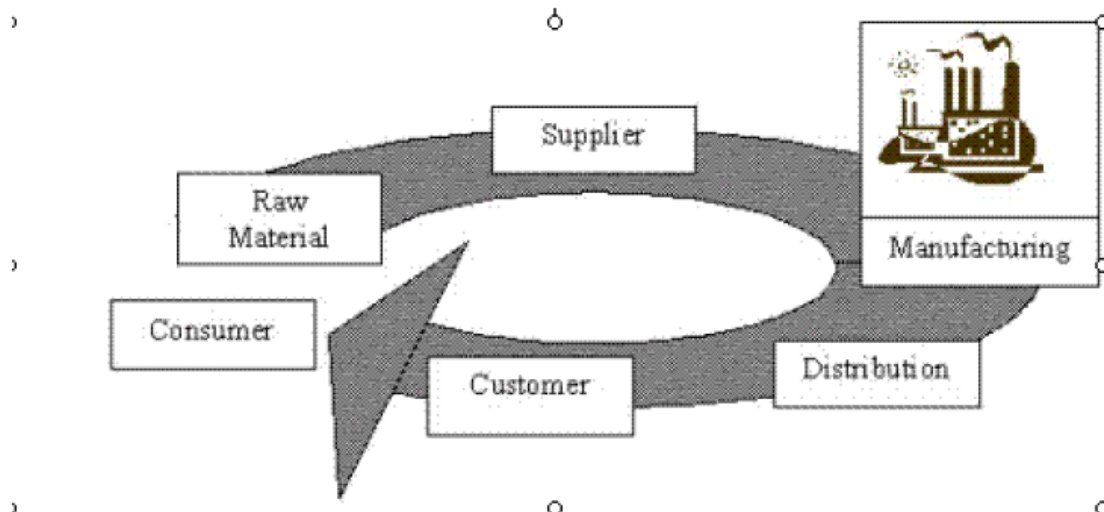 Supplier
Raw
Material
Manufacturing
Consumer
Distribution
Customer